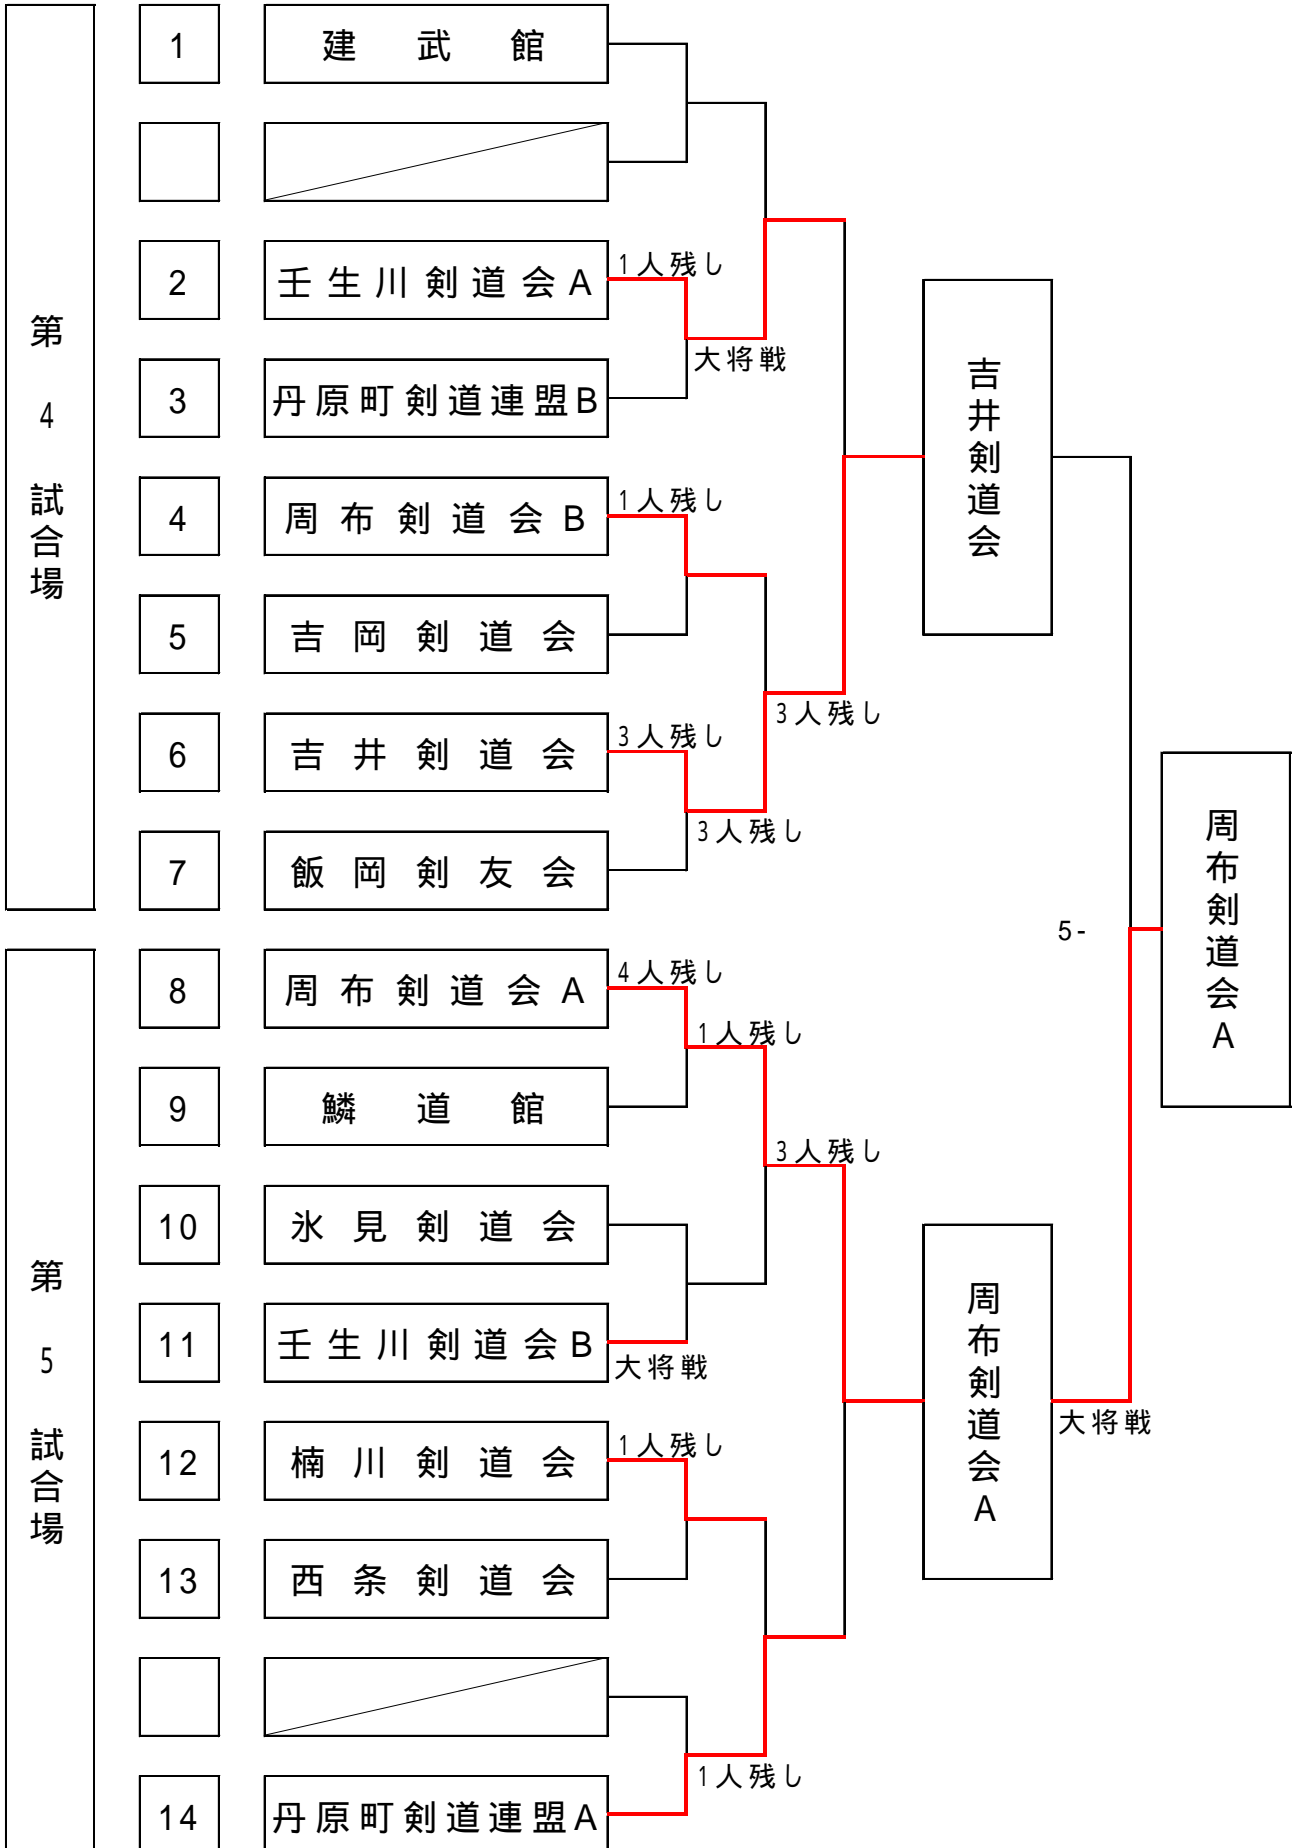 第4試合場
1 建武館
2 壬生川剣道会A
1人残し
大将戦
3 丹原町剣道連盟B
4 周布剣道会B
1人残し
5 吉岡剣道会
6 吉井剣道会
3人残し
3人残し
3人残し
7 飯岡剣友会
吉井剣道会
第5試合場
8 周布剣道会A
4人残し
1人残し
9 鱗道館
3人残し
10 氷見剣道会
11 壬生川剣道会B
大将戦
12 楠川剣道会
1人残し
13 西条剣道会
14 丹原町剣道連盟A
1人残し
周布剣道会A
大将戦
5-
周布剣道会A